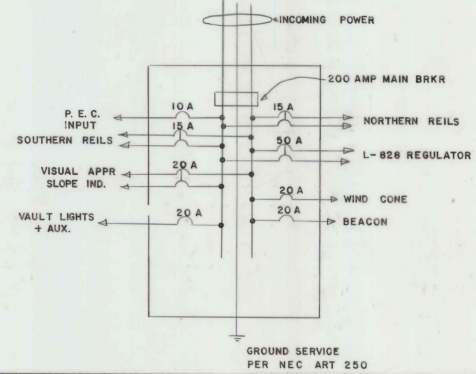 INCOMING POWER
200 AMP MAIN BRKR
10 A
P. E. C.
INPUT
15 A
SOUTHERN REILS
20 A
VISUAL APPR
SLOPE IND.
20 A
VAULT LIGHTS
+ AUX.
15 A
NORTHERN REILS
50 A
L-828 REGULATOR
20 A
WIND CONE
20 A
BEACON
GROUND SERVICE
PER NEC ART 250